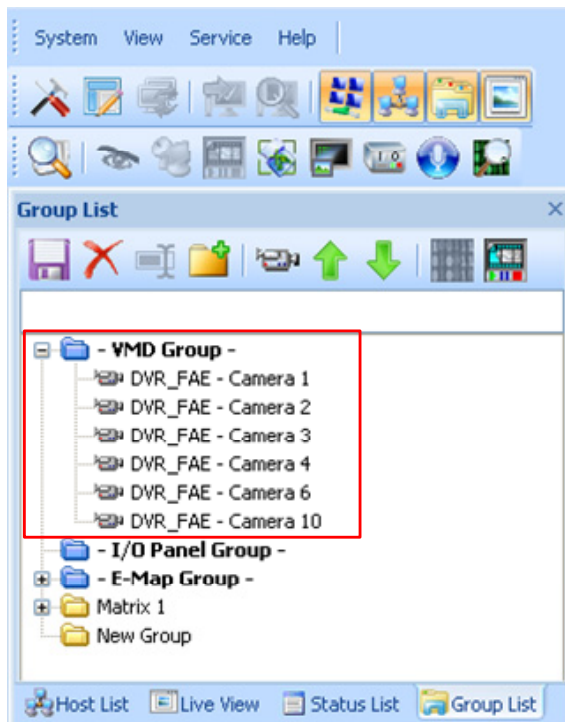 System View Service Help
Group List
- VMD Group -
DVR_FAE - Camera 1
DVR_FAE - Camera 2
DVR_FAE - Camera 3
DVR_FAE - Camera 4
DVR_FAE - Camera 6
DVR_FAE - Camera 10
- I/O Panel Group -
- E-Map Group -
Matrix 1
New Group
Host List Live View Status List Group List